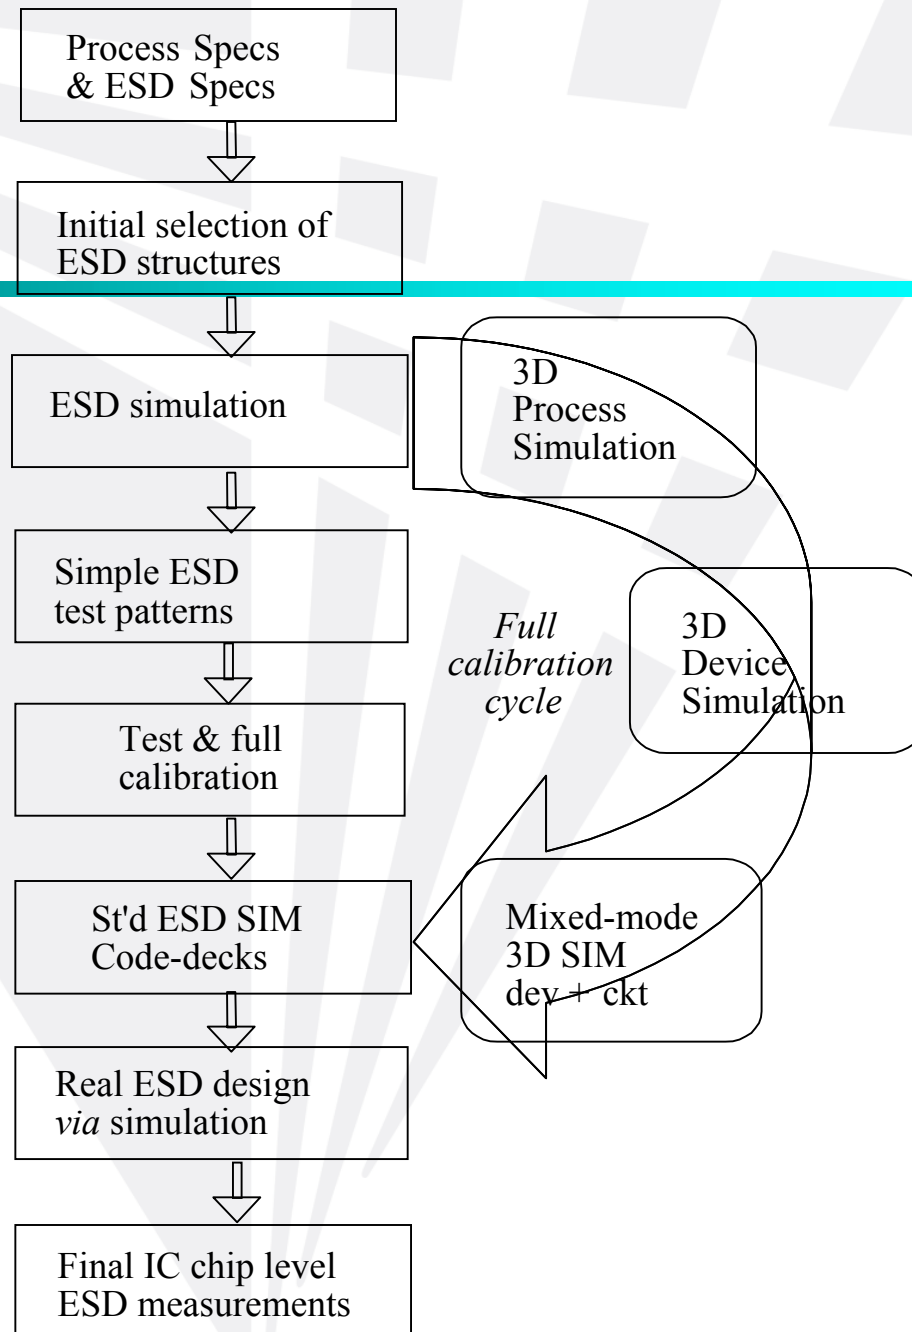 Process Specs
& ESD Specs
Initial selection of
ESD structures
ESD simulation
3D
Process
Simulation
Simple ESD
test patterns
Full
calibration
cycle
3D
Device
Simulation
Test & full
calibration
St'd ESD SIM
Code-decks
Mixed-mode
3D SIM
dev + ckt
Real ESD design
via simulation
Final IC chip level
ESD measurements